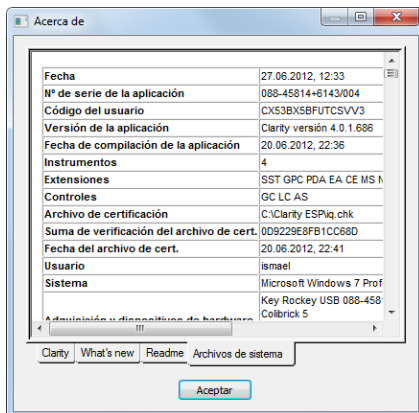 Acerca de
Fecha 27.06.2012, 12:33
Nº de serie de la aplicación 088-45814+6143/004
Código del usuario CX53BX5BFUTCSVV3
Versión de la aplicación Clarity versión 4.0.1.686
Fecha de compilación de la aplicación 20.06.2012, 22:36
Instrumentos 4
Extensiones SST GPC PDA EA CE MS
Controles GC LC AS
Archivo de certificación C:\Clarity ESP\iq.chk
Suma de verificación del archivo de cert. 0D9229E8FB1CC68D
Fecha del archivo de cert. 20.06.2012, 22:41
Usuario ismael
Sistema Microsoft Windows 7 Prof
Key Rockey USB 088-458
Adquisición y dispositivos de hardware Colibrick 5
Clarity What's new Readme Archivos de sistema
Aceptar